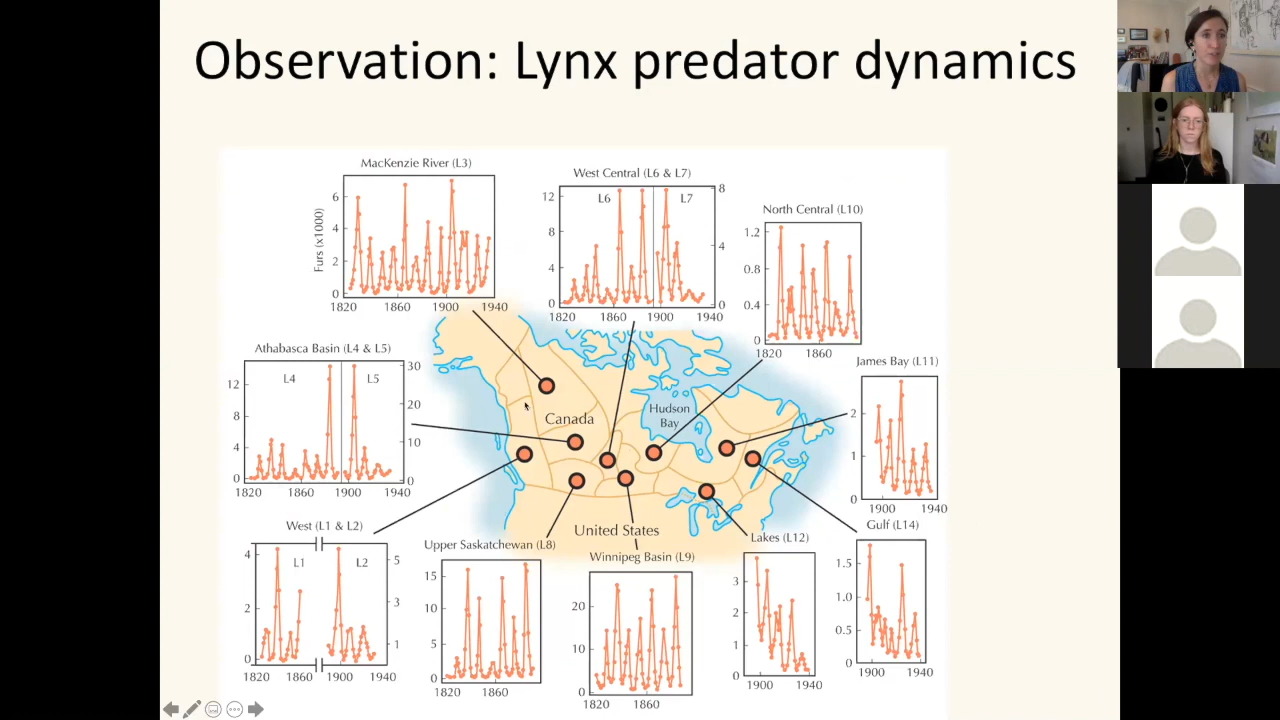 Observation: Lynx predator dynamics
MacKenzie River (L3)
Furs (x1000)
6
4
2
0
1820 1860 1900 1940
West Central (L6 & L7)
L6 L7
12
8
4
0
8
4
0
1820 1860 1900 1940
North Central (L10)
1.2
0.8
0.4
0
1820 1860
Athabasca Basin (L4 & L5)
L4 L5
12
8
4
0
30
20
10
0
1820 1860 1900 1940
James Bay (L11)
2
1
0
1900 1940
Canada
Hudson
Bay
United States
West (L1 & L2)
L1 L2
4
2
0
5
3
1
1820 1860 1900 1940
Upper Saskatchewan (L8)
15
10
5
0
1820 1860
Winnipeg Basin (L9)
20
10
0
1820 1860
Lakes (L12)
3
2
1
0
1900 1940
Gulf (L14)
1.5
1.0
0.5
0
1900 1940